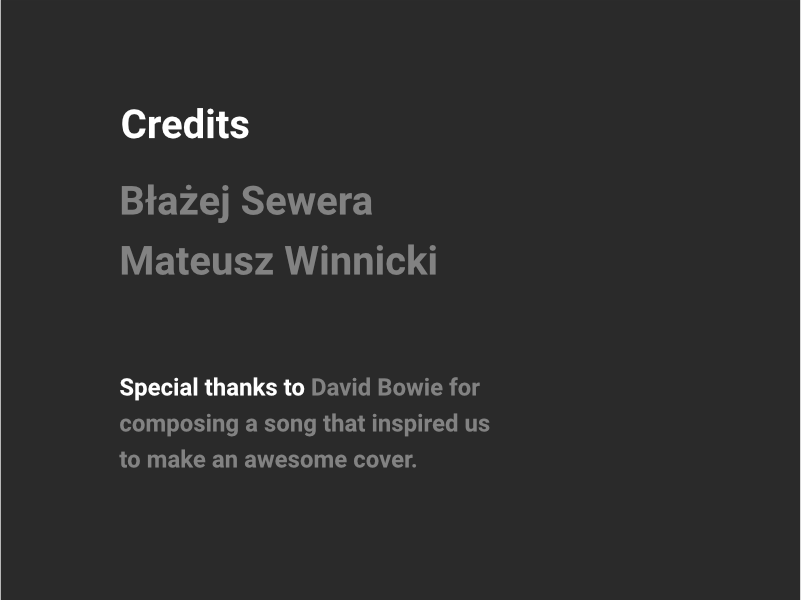 Credits
Błażej Sewera
Mateusz Winnicki
Special thanks to David Bowie for
composing a song that inspired us
to make an awesome cover.